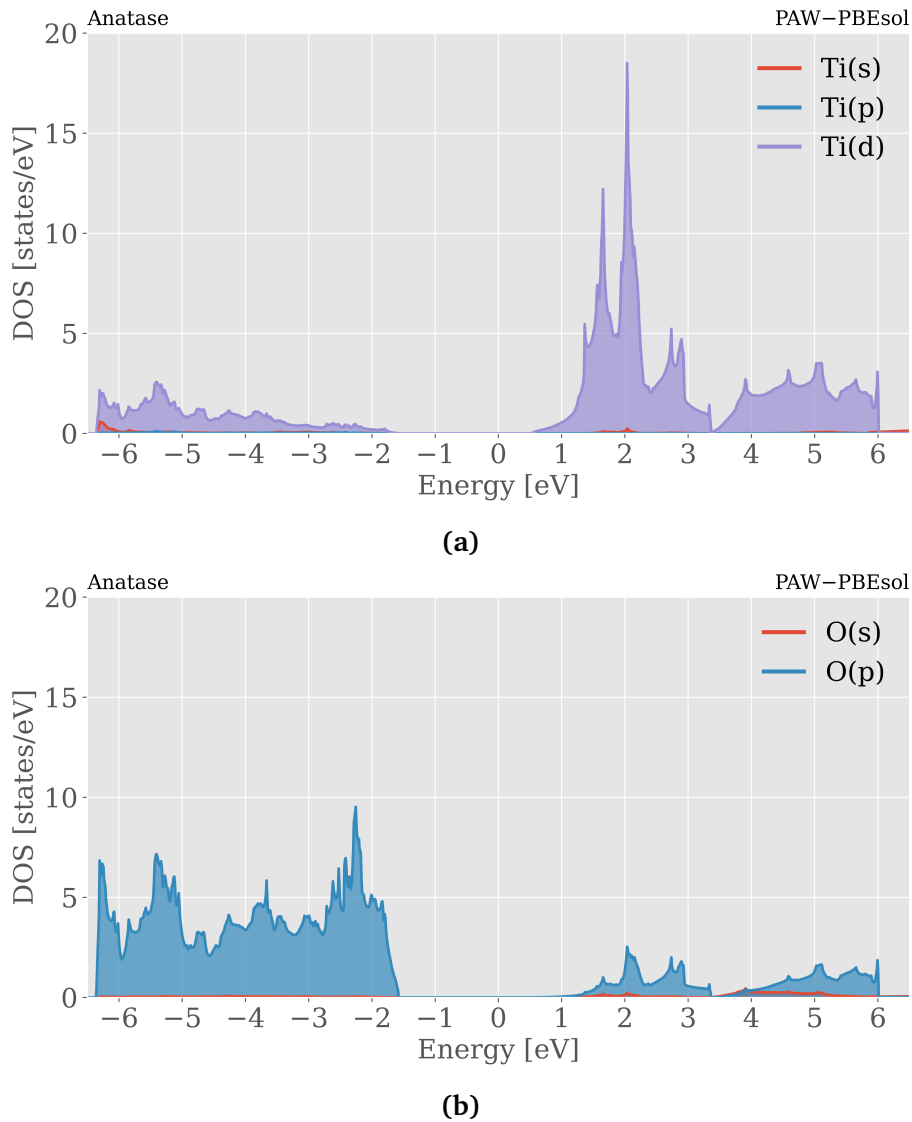 Anatase PAW−PBEsol
20
15
10
5
0
DOS [states/eV]
Ti(s)
Ti(p)
Ti(d)
−6 −5 −4 −3 −2 −1 0 1 2 3 4 5 6
Energy [eV]
(a)
Anatase PAW−PBEsol
20
15
10
5
0
DOS [states/eV]
O(s)
O(p)
−6 −5 −4 −3 −2 −1 0 1 2 3 4 5 6
Energy [eV]
(b)